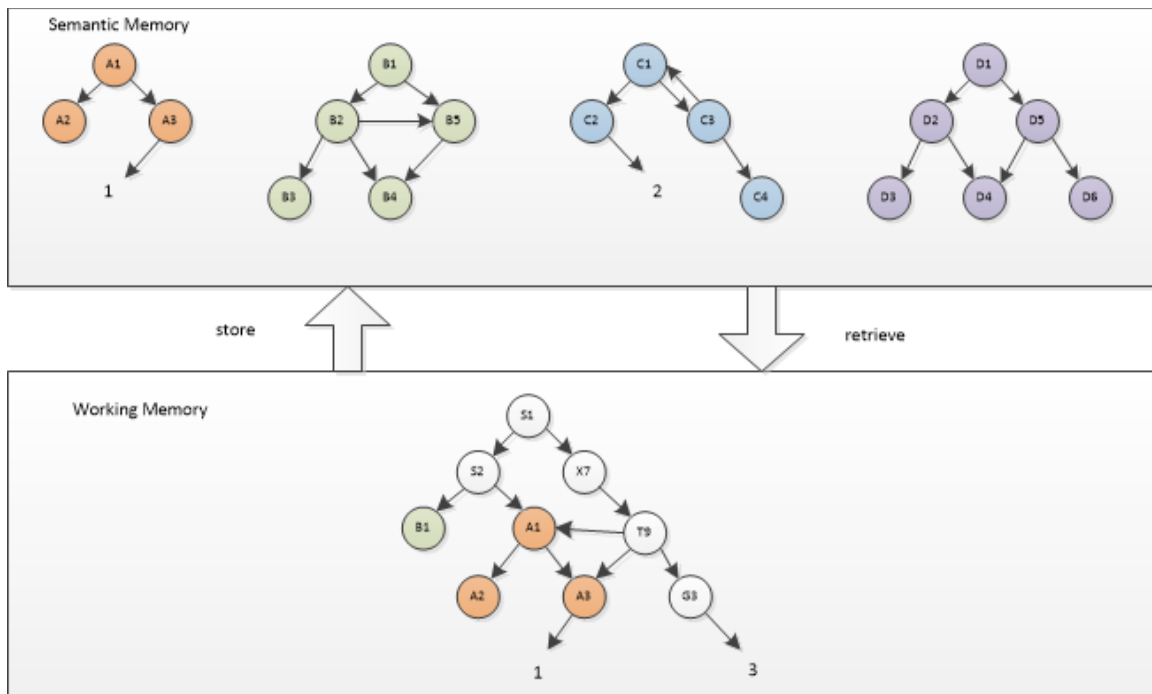 Semantic Memory
A1
B1
C1
D1
A2
A3
B2
B5
C2
C3
D2
D5
1
B3
B4
2
C4
D3
D4
D6
store
retrieve
Working Memory
S1
S2
X7
B1
A1
T9
A2
A3
G3
1
3